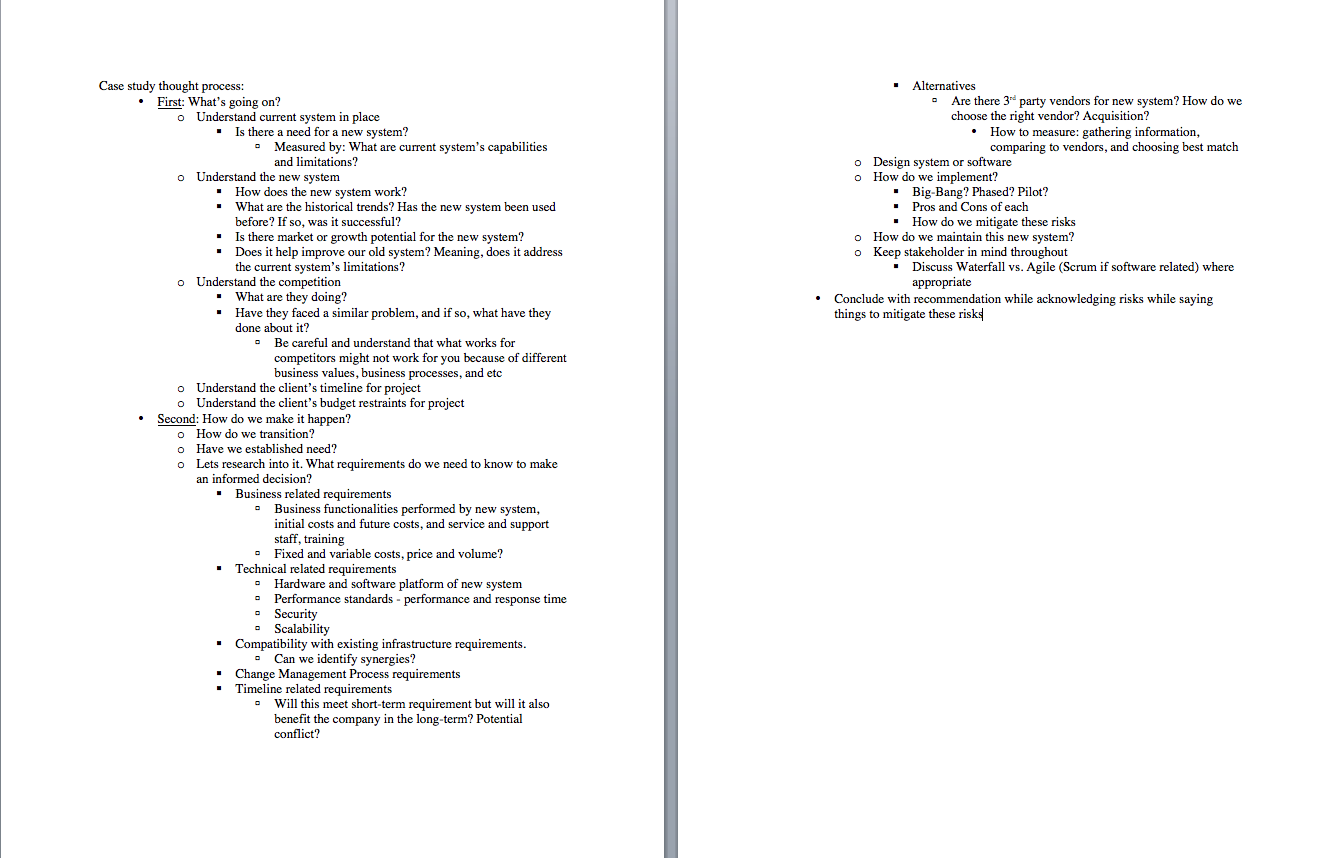 Case study thought process:
• First: What's going on?
o Understand current system in place
▪ Is there a need for a new system?
▫ Measured by: What are current system's capabilities
and limitations?
o Understand the new system
▪ How does the new system work?
▪ What are the historical trends? Has the new system been used
before? If so, was it successful?
▪ Is there market or growth potential for the new system?
▪ Does it help improve our old system? Meaning, does it address
the current system's limitations?
o Understand the competition
▪ What are they doing?
▪ Have they faced a similar problem, and if so, what have they
done about it?
▫ Be careful and understand that what works for
competitors might not work for you because of different
business values, business processes, and etc
o Understand the client's timeline for project
o Understand the client's budget restraints for project
• Second: How do we make it happen?
o How do we transition?
o Have we established need?
o Lets research into it. What requirements do we need to know to make
an informed decision?
▪ Business related requirements
▫ Business functionalities performed by new system,
initial costs and future costs, and service and support
staff, training
▫ Fixed and variable costs, price and volume?
▪ Technical related requirements
▫ Hardware and software platform of new system
▫ Performance standards - performance and response time
▫ Security
▫ Scalability
▪ Compatibility with existing infrastructure requirements.
▫ Can we identify synergies?
▪ Change Management Process requirements
▪ Timeline related requirements
▫ Will this meet short-term requirement but will it also
benefit the company in the long-term? Potential
conflict?
▪ Alternatives
▫ Are there 3rd party vendors for new system? How do we
choose the right vendor? Acquisition?
• How to measure: gathering information,
comparing to vendors, and choosing best match
o Design system or software
o How do we implement?
▪ Big-Bang? Phased? Pilot?
▪ Pros and Cons of each
▪ How do we mitigate these risks
o How do we maintain this new system?
o Keep stakeholder in mind throughout
▪ Discuss Waterfall vs. Agile (Scrum if software related) where
appropriate
• Conclude with recommendation while acknowledging risks while saying
things to mitigate these risks